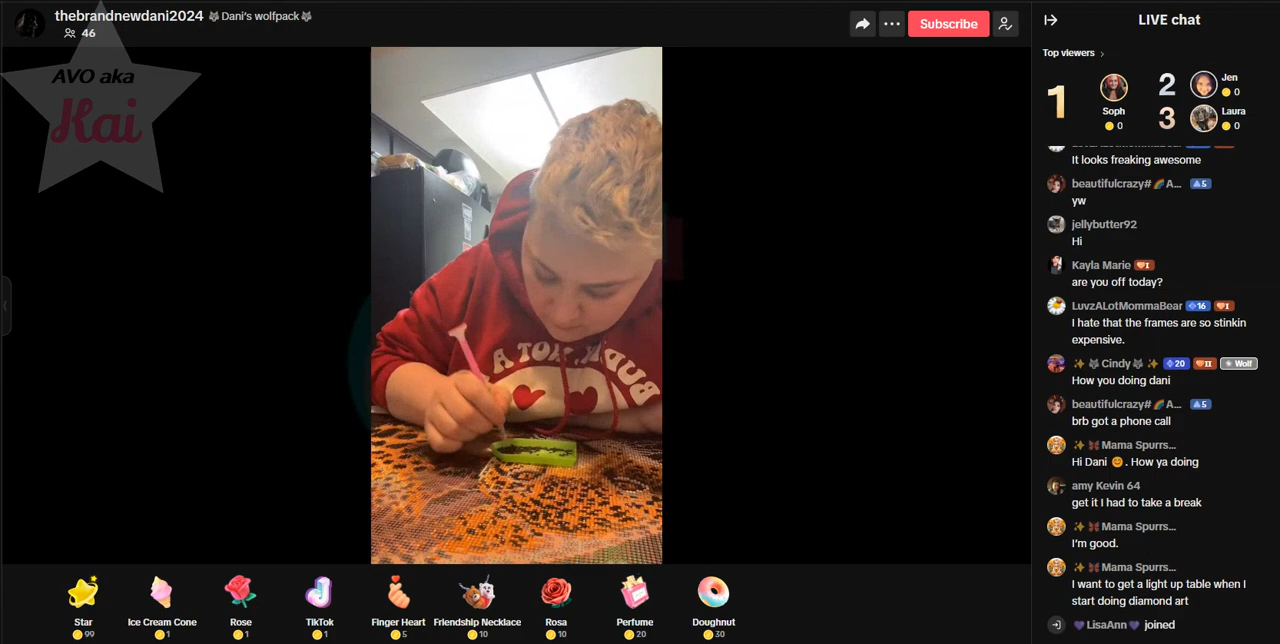 thebrandnewdani2024 🐺Dani's wolfpack🐺
46
Subscribe
AVO aka
Kai
LIVE chat
Top viewers
1
Soph
0
2
Jen
0
3
Laura
0
It looks freaking awesome
beautifulcrazy#🌈A... 5
yw
jellybutter92
Hi
Kayla Marie I
are you off today?
LuvzALotMommaBear 16 I
I hate that the frames are so stinkin
expensive.
✨🐺Cindy🐺✨ 20 II Wolf
How you doing dani
beautifulcrazy#🌈A... 5
brb got a phone call
✨🦋Mama Spurrs...
Hi Dani 😊. How ya doing
amy Kevin 64
get it I had to take a break
✨🦋Mama Spurrs...
I'm good.
✨🦋Mama Spurrs...
I want to get a light up table when I
start doing diamond art
💜LisaAnn💜 joined
Star
99
Ice Cream Cone
1
Rose
1
TikTok
1
Finger Heart
5
Friendship Necklace
10
Rosa
10
Perfume
20
Doughnut
30